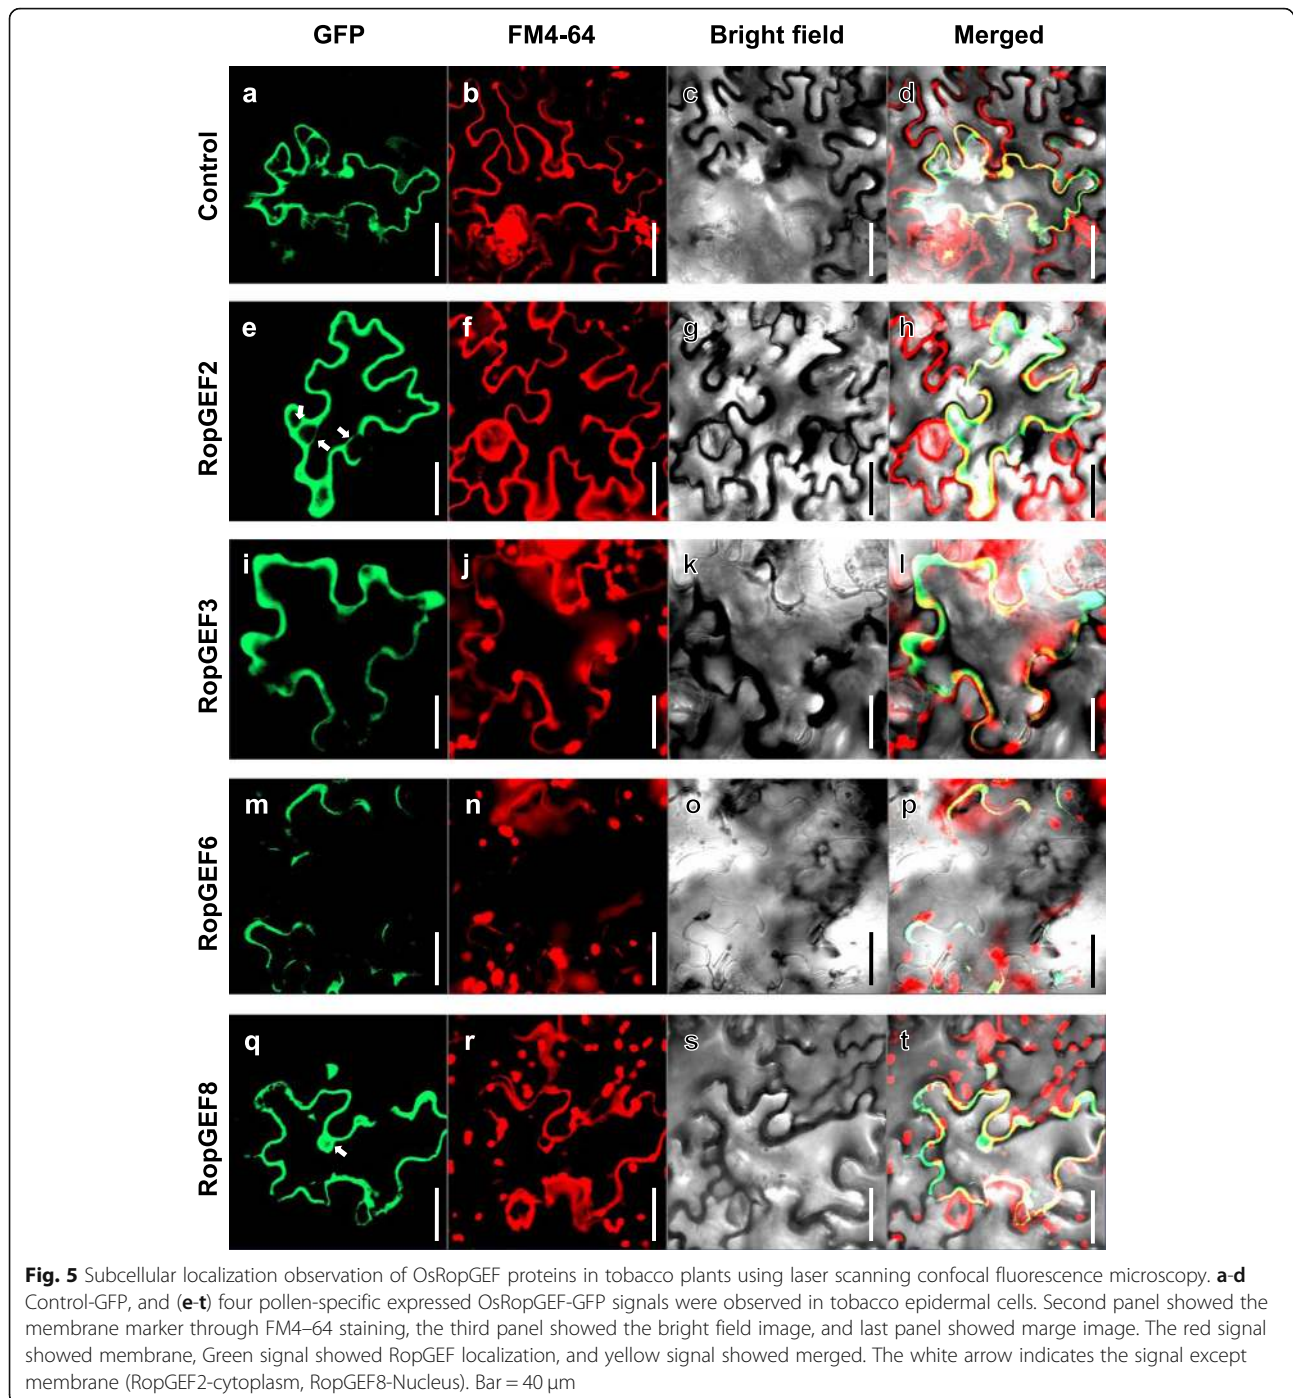 GFP FM4-64 Bright field Merged
Control
a b c d
RopGEF2
e f g h
RopGEF3
i j k l
RopGEF6
m n o p
RopGEF8
q r s t
Fig. 5 Subcellular localization observation of OsRopGEF proteins in tobacco plants using laser scanning confocal fluorescence microscopy. a-d
Control-GFP, and (e-t) four pollen-specific expressed OsRopGEF-GFP signals were observed in tobacco epidermal cells. Second panel showed the
membrane marker through FM4–64 staining, the third panel showed the bright field image, and last panel showed marge image. The red signal
showed membrane, Green signal showed RopGEF localization, and yellow signal showed merged. The white arrow indicates the signal except
membrane (RopGEF2-cytoplasm, RopGEF8-Nucleus). Bar = 40 μm